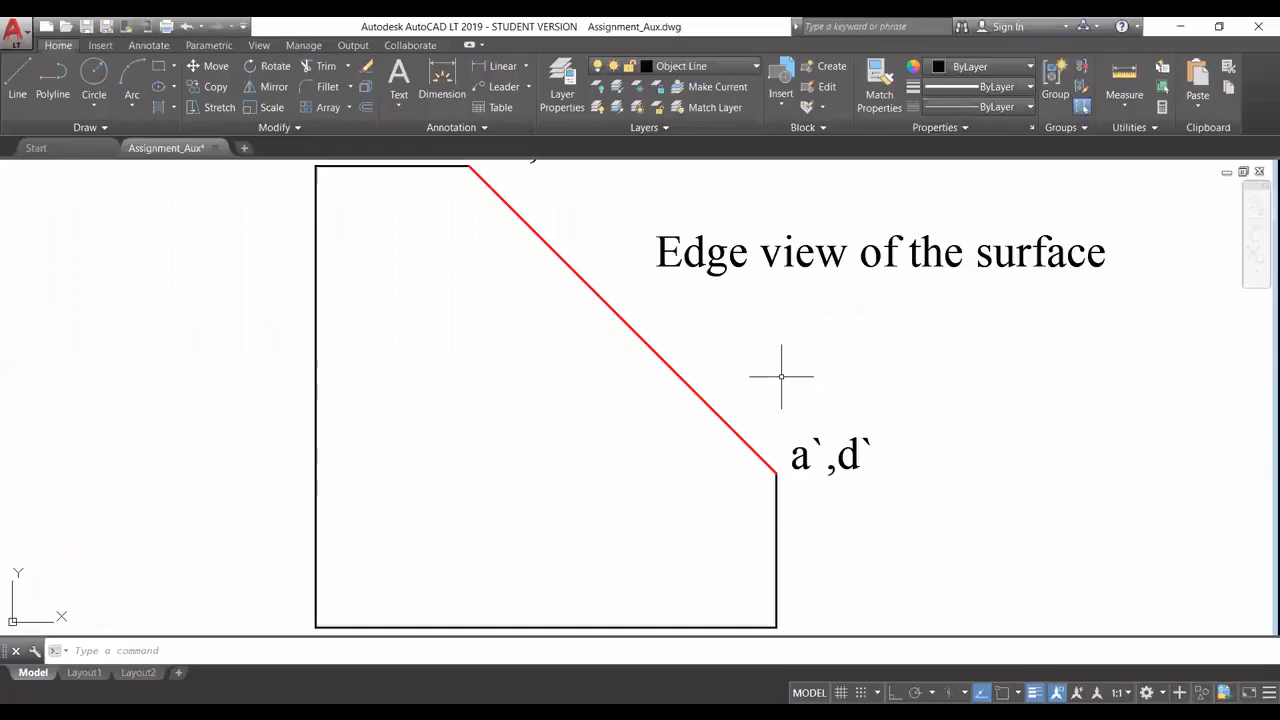 Autodesk AutoCAD LT 2019 - STUDENT VERSION Assignment_Aux.dwg
Type a keyword or phrase
Sign In
A
LT
Home Insert Annotate Parametric View Manage Output Collaborate
Line Polyline Circle Arc
Draw
Move Rotate Trim
Copy Mirror Fillet
Stretch Scale Array
Modify
Text Dimension
Linear
Leader
Table
Annotation
Layer Properties
Object Line
Make Current
Match Layer
Layers
Insert
Create
Edit
Block
Match Properties
ByLayer
ByLayer
ByLayer
Properties
Group
Groups
Measure
Utilities
Paste
Clipboard
Start Assignment_Aux*
Edge view of the surface
a`,d`
Y
X
Type a command
Model Layout1 Layout2
MODEL
1:1